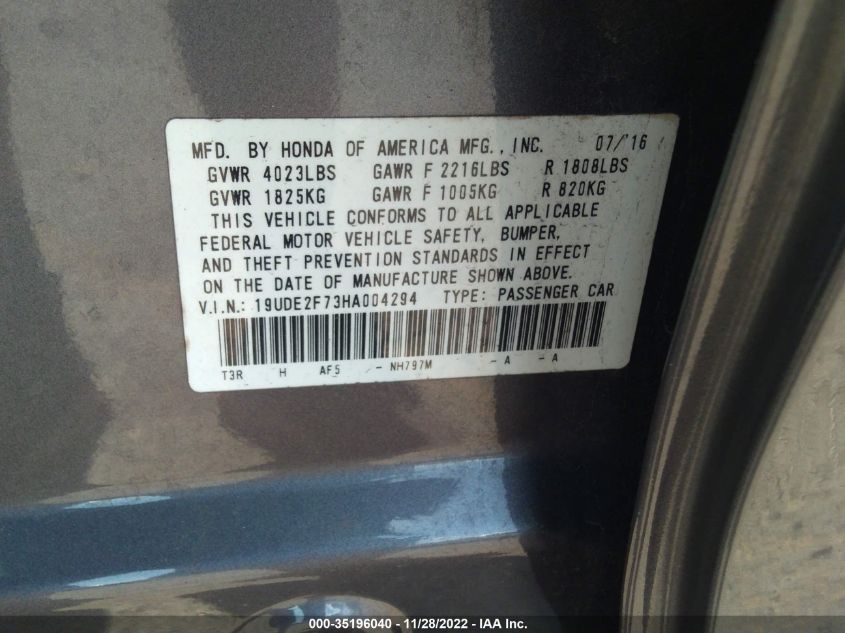 MFD. BY HONDA OF AMERICA MFG., INC. 07/'16
GVWR 4023LBS GAWR F 2216LBS R 1808LBS
GVWR 1825KG GAWR F 1005KG R 820KG
THIS VEHICLE CONFORMS TO ALL APPLICABLE
FEDERAL MOTOR VEHICLE SAFETY, BUMPER,
AND THEFT PREVENTION STANDARDS IN EFFECT
ON THE DATE OF MANUFACTURE SHOWN ABOVE.
V.I.N.: 19UDE2F73HA004294 TYPE: PASSENGER CAR
T3R H AF5 - NH797M - A - A
000-35196040 - 11/28/2022 - IAA Inc.